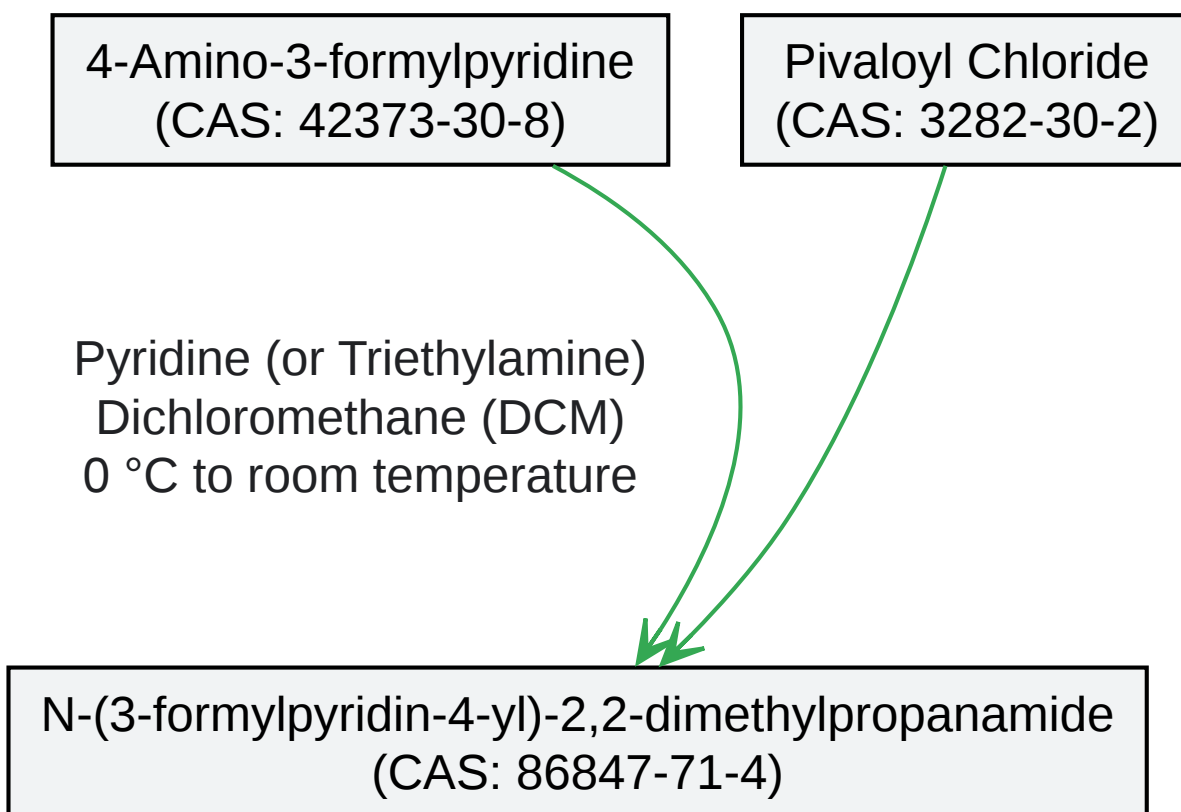 4-Amino-3-formylpyridine
(CAS: 42373-30-8)
Pivaloyl Chloride
(CAS: 3282-30-2)
Pyridine (or Triethylamine)
Dichloromethane (DCM)
0 °C to room temperature
N-(3-formylpyridin-4-yl)-2,2-dimethylpropanamide
(CAS: 86847-71-4)